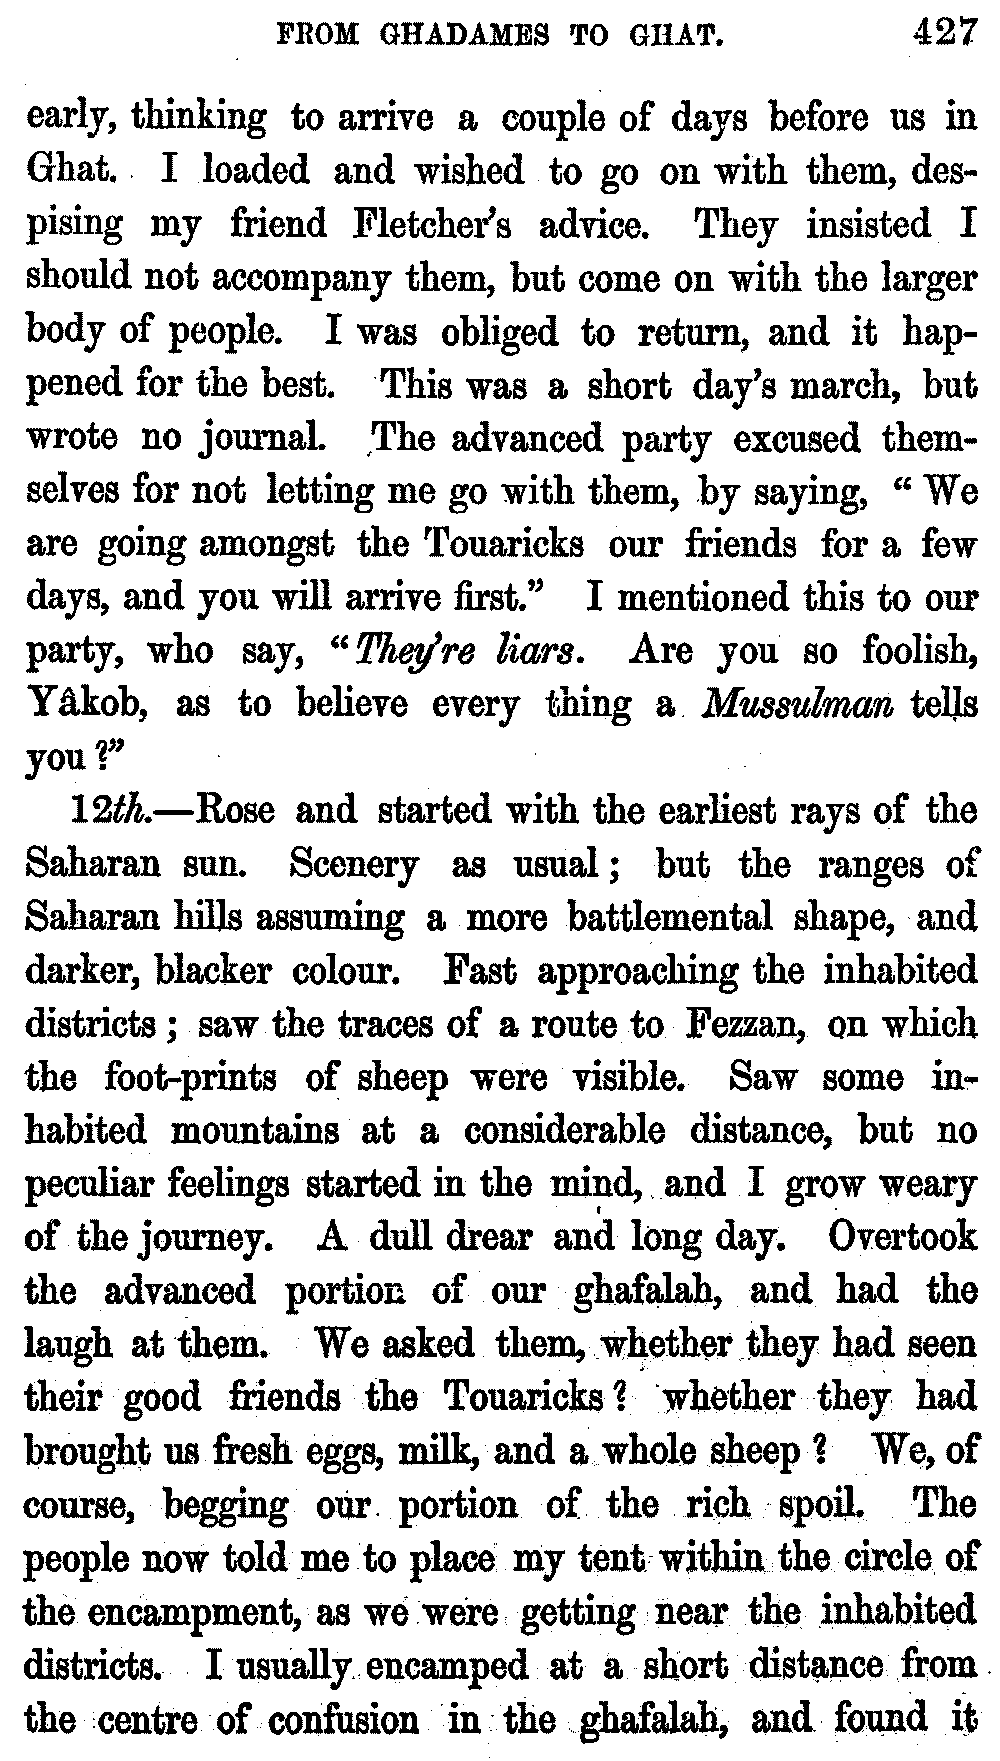 FROM GHADAMES TO GHAT. 427
early, thinking to arrive a couple of days before us in
Ghat. I loaded and wished to go on with them, des-
pising my friend Fletcher's advice. They insisted I
should not accompany them, but come on with the larger
body of people. I was obliged to return, and it hap-
pened for the best. This was a short day's march, but
wrote no journal. The advanced party excused them-
selves for not letting me go with them, by saying, “ We
are going amongst the Touaricks our friends for a few
days, and you will arrive first.” I mentioned this to our
party, who say, “They're liars. Are you so foolish,
Yâkob, as to believe every thing a Mussulman tells
you ?”
12th.—Rose and started with the earliest rays of the
Saharan sun. Scenery as usual ; but the ranges of
Saharan hills assuming a more battlemental shape, and
darker, blacker colour. Fast approaching the inhabited
districts ; saw the traces of a route to Fezzan, on which
the foot-prints of sheep were visible. Saw some in-
habited mountains at a considerable distance, but no
peculiar feelings started in the mind, and I grow weary
of the journey. A dull drear and long day. Overtook
the advanced portion of our ghafalah, and had the
laugh at them. We asked them, whether they had seen
their good friends the Touaricks ? whether they had
brought us fresh eggs, milk, and a whole sheep ? We, of
course, begging our portion of the rich spoil. The
people now told me to place my tent within the circle of
the encampment, as we were getting near the inhabited
districts. I usually encamped at a short distance from
the centre of confusion in the ghafalah, and found it